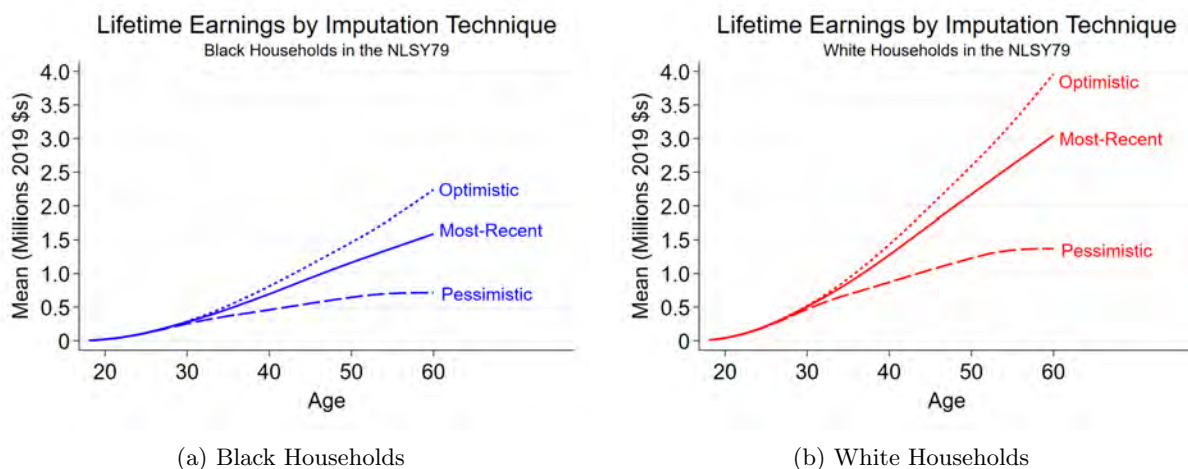 Lifetime Earnings by Imputation Technique
Black Households in the NLSY79
Mean (Millions 2019 $s)
4.0
3.5
3.0
2.5
2.0
1.5
1.0
0.5
0
Optimistic
Most-Recent
Pessimistic
20 30 40 50 60
Age
(a) Black Households
Lifetime Earnings by Imputation Technique
White Households in the NLSY79
Mean (Millions 2019 $s)
4.0
3.5
3.0
2.5
2.0
1.5
1.0
0.5
0
Optimistic
Most-Recent
Pessimistic
20 30 40 50 60
Age
(b) White Households